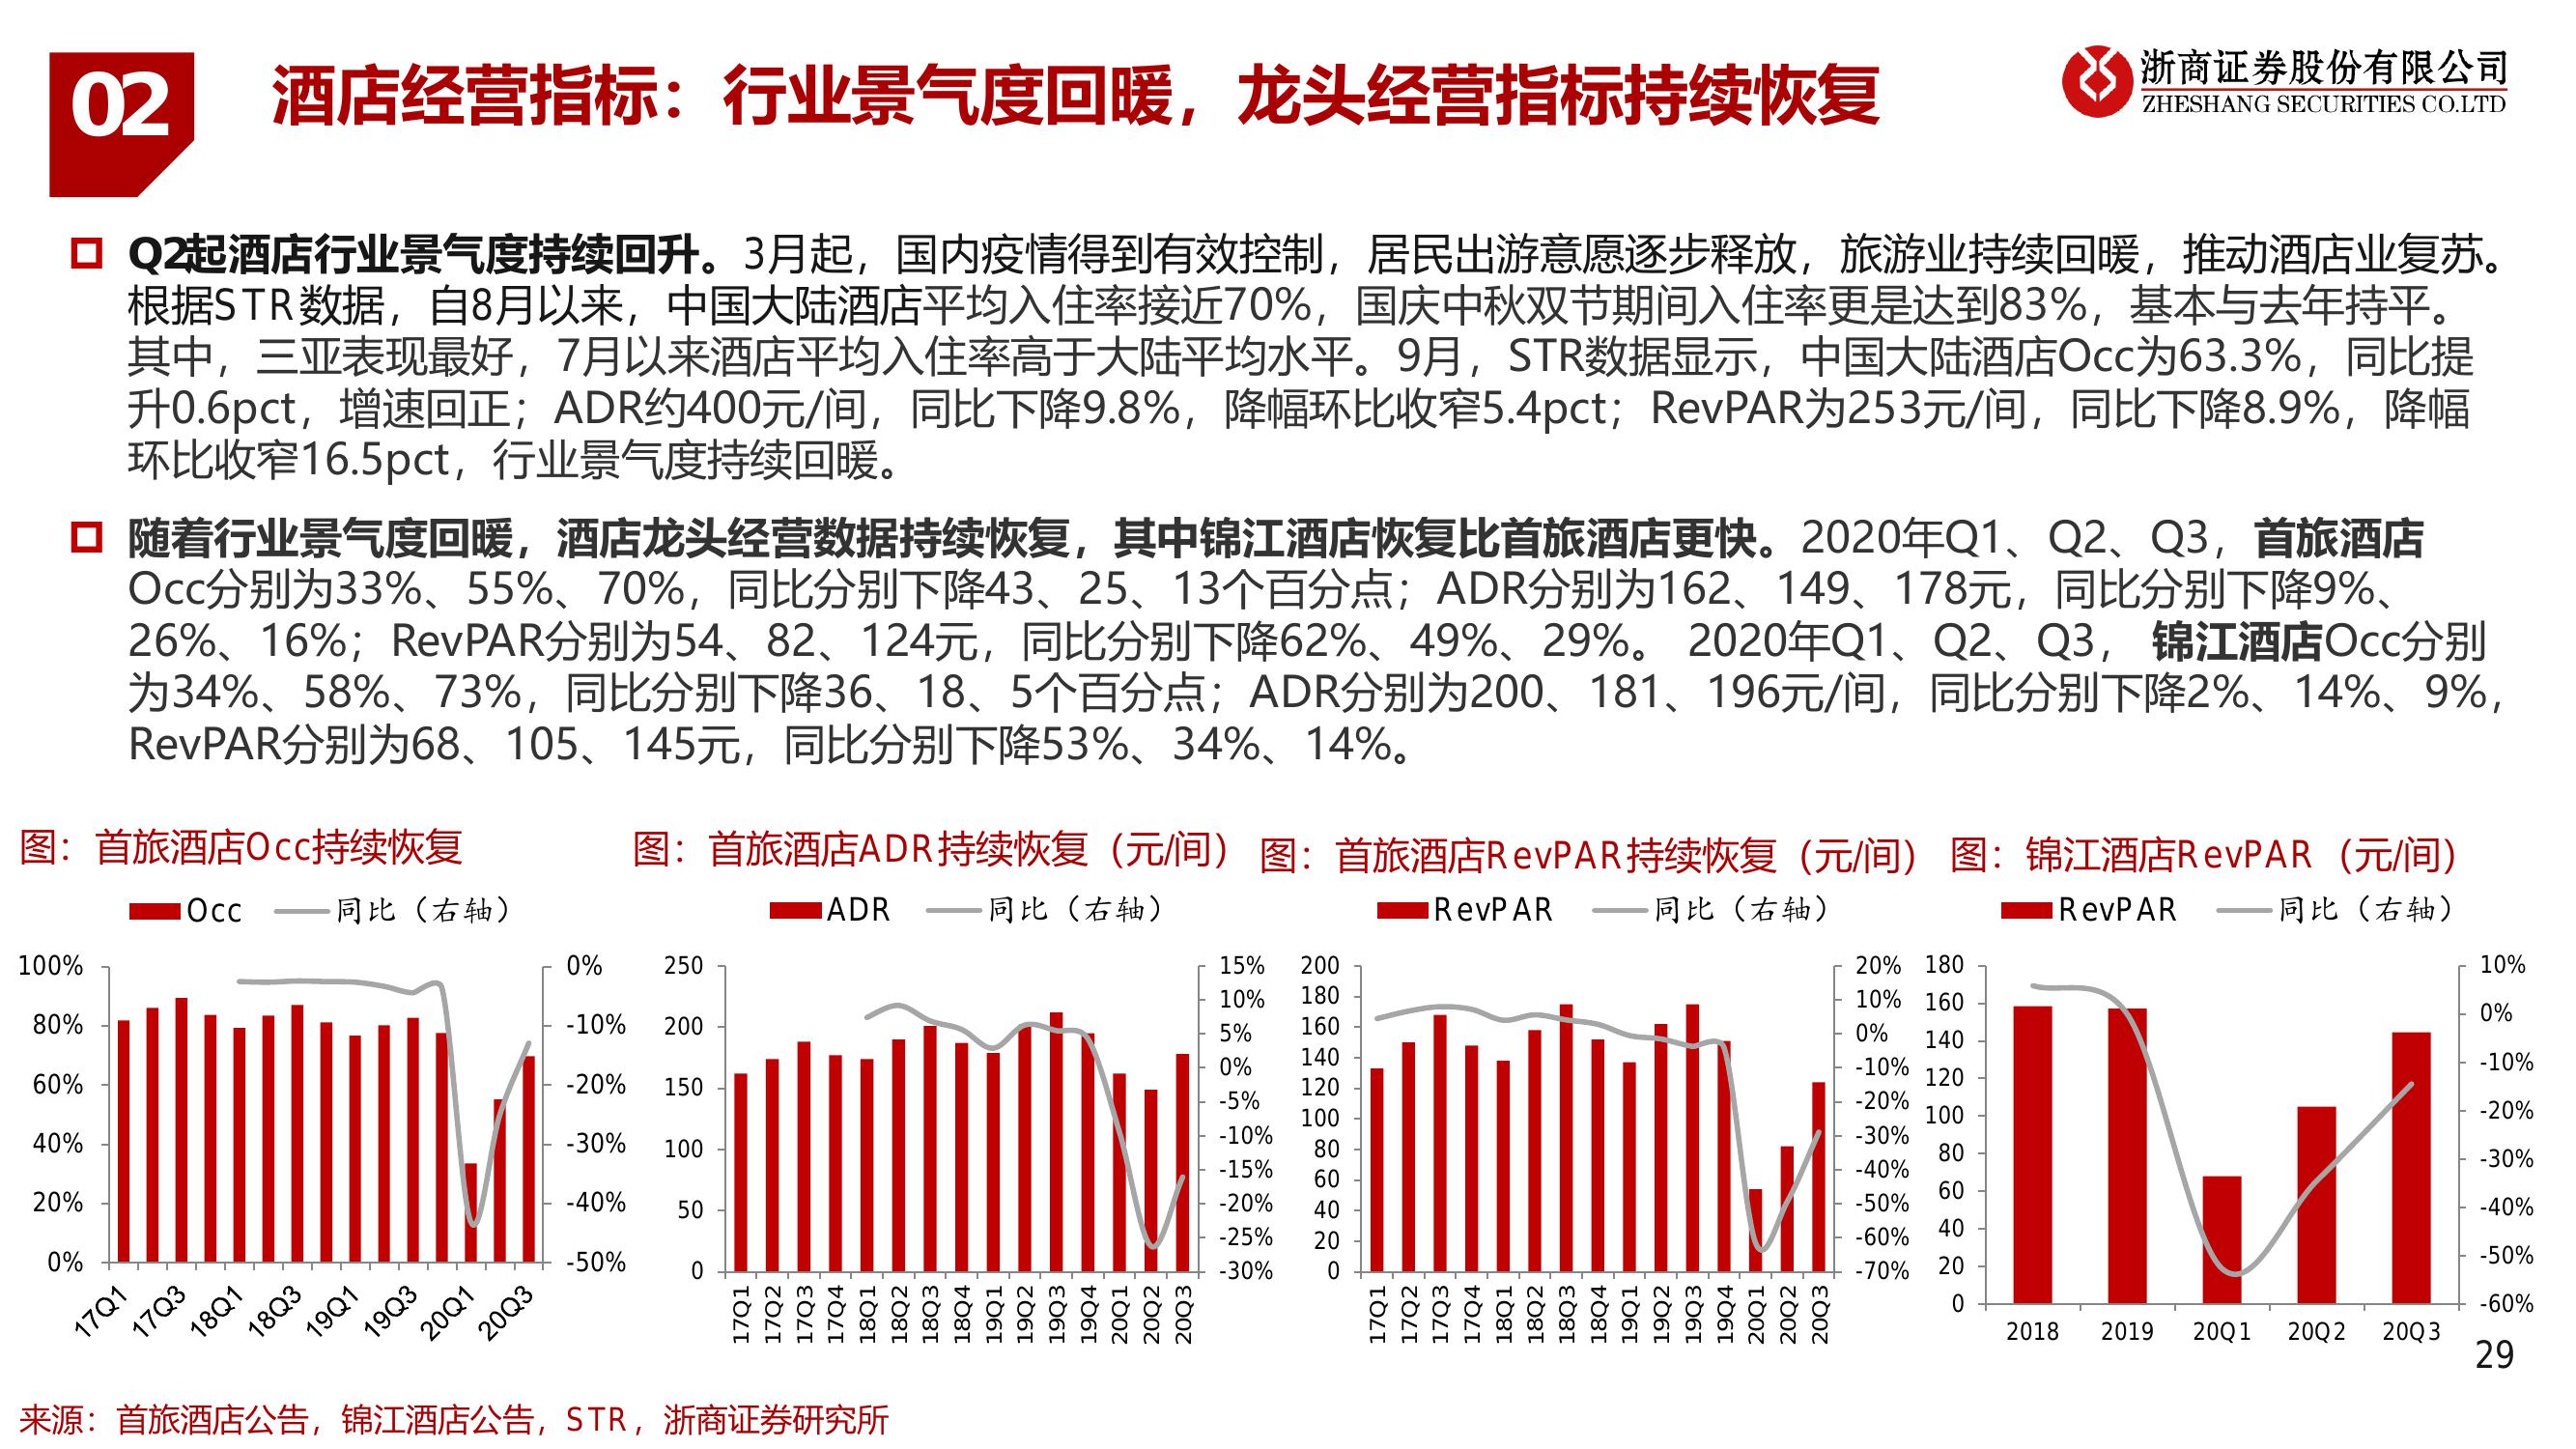 02
酒店经营指标：行业景气度回暖，龙头经营指标持续恢复
浙商证券股份有限公司
ZHESHANG SECURITIES CO.LTD
Q2起酒店行业景气度持续回升。3月起，国内疫情得到有效控制，居民出游意愿逐步释放，旅游业持续回暖，推动酒店业复苏。
根据STR数据，自8月以来，中国大陆酒店平均入住率接近70%，国庆中秋双节期间入住率更是达到83%，基本与去年持平。
其中，三亚表现最好，7月以来酒店平均入住率高于大陆平均水平。9月，STR数据显示，中国大陆酒店Occ为63.3%，同比提
升0.6pct，增速回正；ADR约400元/间，同比下降9.8%，降幅环比收窄5.4pct；RevPAR为253元/间，同比下降8.9%，降幅
环比收窄16.5pct，行业景气度持续回暖。
随着行业景气度回暖，酒店龙头经营数据持续恢复，其中锦江酒店恢复比首旅酒店更快。2020年Q1、Q2、Q3，首旅酒店
Occ分别为33%、55%、70%，同比分别下降43、25、13个百分点；ADR分别为162、149、178元，同比分别下降9%、
26%、16%；RevPAR分别为54、82、124元，同比分别下降62%、49%、29%。 2020年Q1、Q2、Q3， 锦江酒店Occ分别
为34%、58%、73%，同比分别下降36、18、5个百分点；ADR分别为200、181、196元/间，同比分别下降2%、14%、9%，
RevPAR分别为68、105、145元，同比分别下降53%、34%、14%。
图：首旅酒店Occ持续恢复
Occ 同比（右轴）
100%
80%
60%
40%
20%
0%
0%
-10%
-20%
-30%
-40%
-50%
17Q1 17Q3 18Q1 18Q3 19Q1 19Q3 20Q1 20Q3
图：首旅酒店ADR持续恢复（元/间）
ADR 同比（右轴）
250
200
150
100
50
0
15%
10%
5%
0%
-5%
-10%
-15%
-20%
-25%
-30%
17Q1 17Q2 17Q3 17Q4 18Q1 18Q2 18Q3 18Q4 19Q1 19Q2 19Q3 19Q4 20Q1 20Q2 20Q3
图：首旅酒店RevPAR持续恢复（元/间）
RevPAR 同比（右轴）
200
180
160
140
120
100
80
60
40
20
0
20%
10%
0%
-10%
-20%
-30%
-40%
-50%
-60%
-70%
17Q1 17Q2 17Q3 17Q4 18Q1 18Q2 18Q3 18Q4 19Q1 19Q2 19Q3 19Q4 20Q1 20Q2 20Q3
图：锦江酒店RevPAR（元/间）
RevPAR 同比（右轴）
180
160
140
120
100
80
60
40
20
0
10%
0%
-10%
-20%
-30%
-40%
-50%
-60%
2018 2019 20Q1 20Q2 20Q3
29
来源：首旅酒店公告，锦江酒店公告，STR，浙商证券研究所